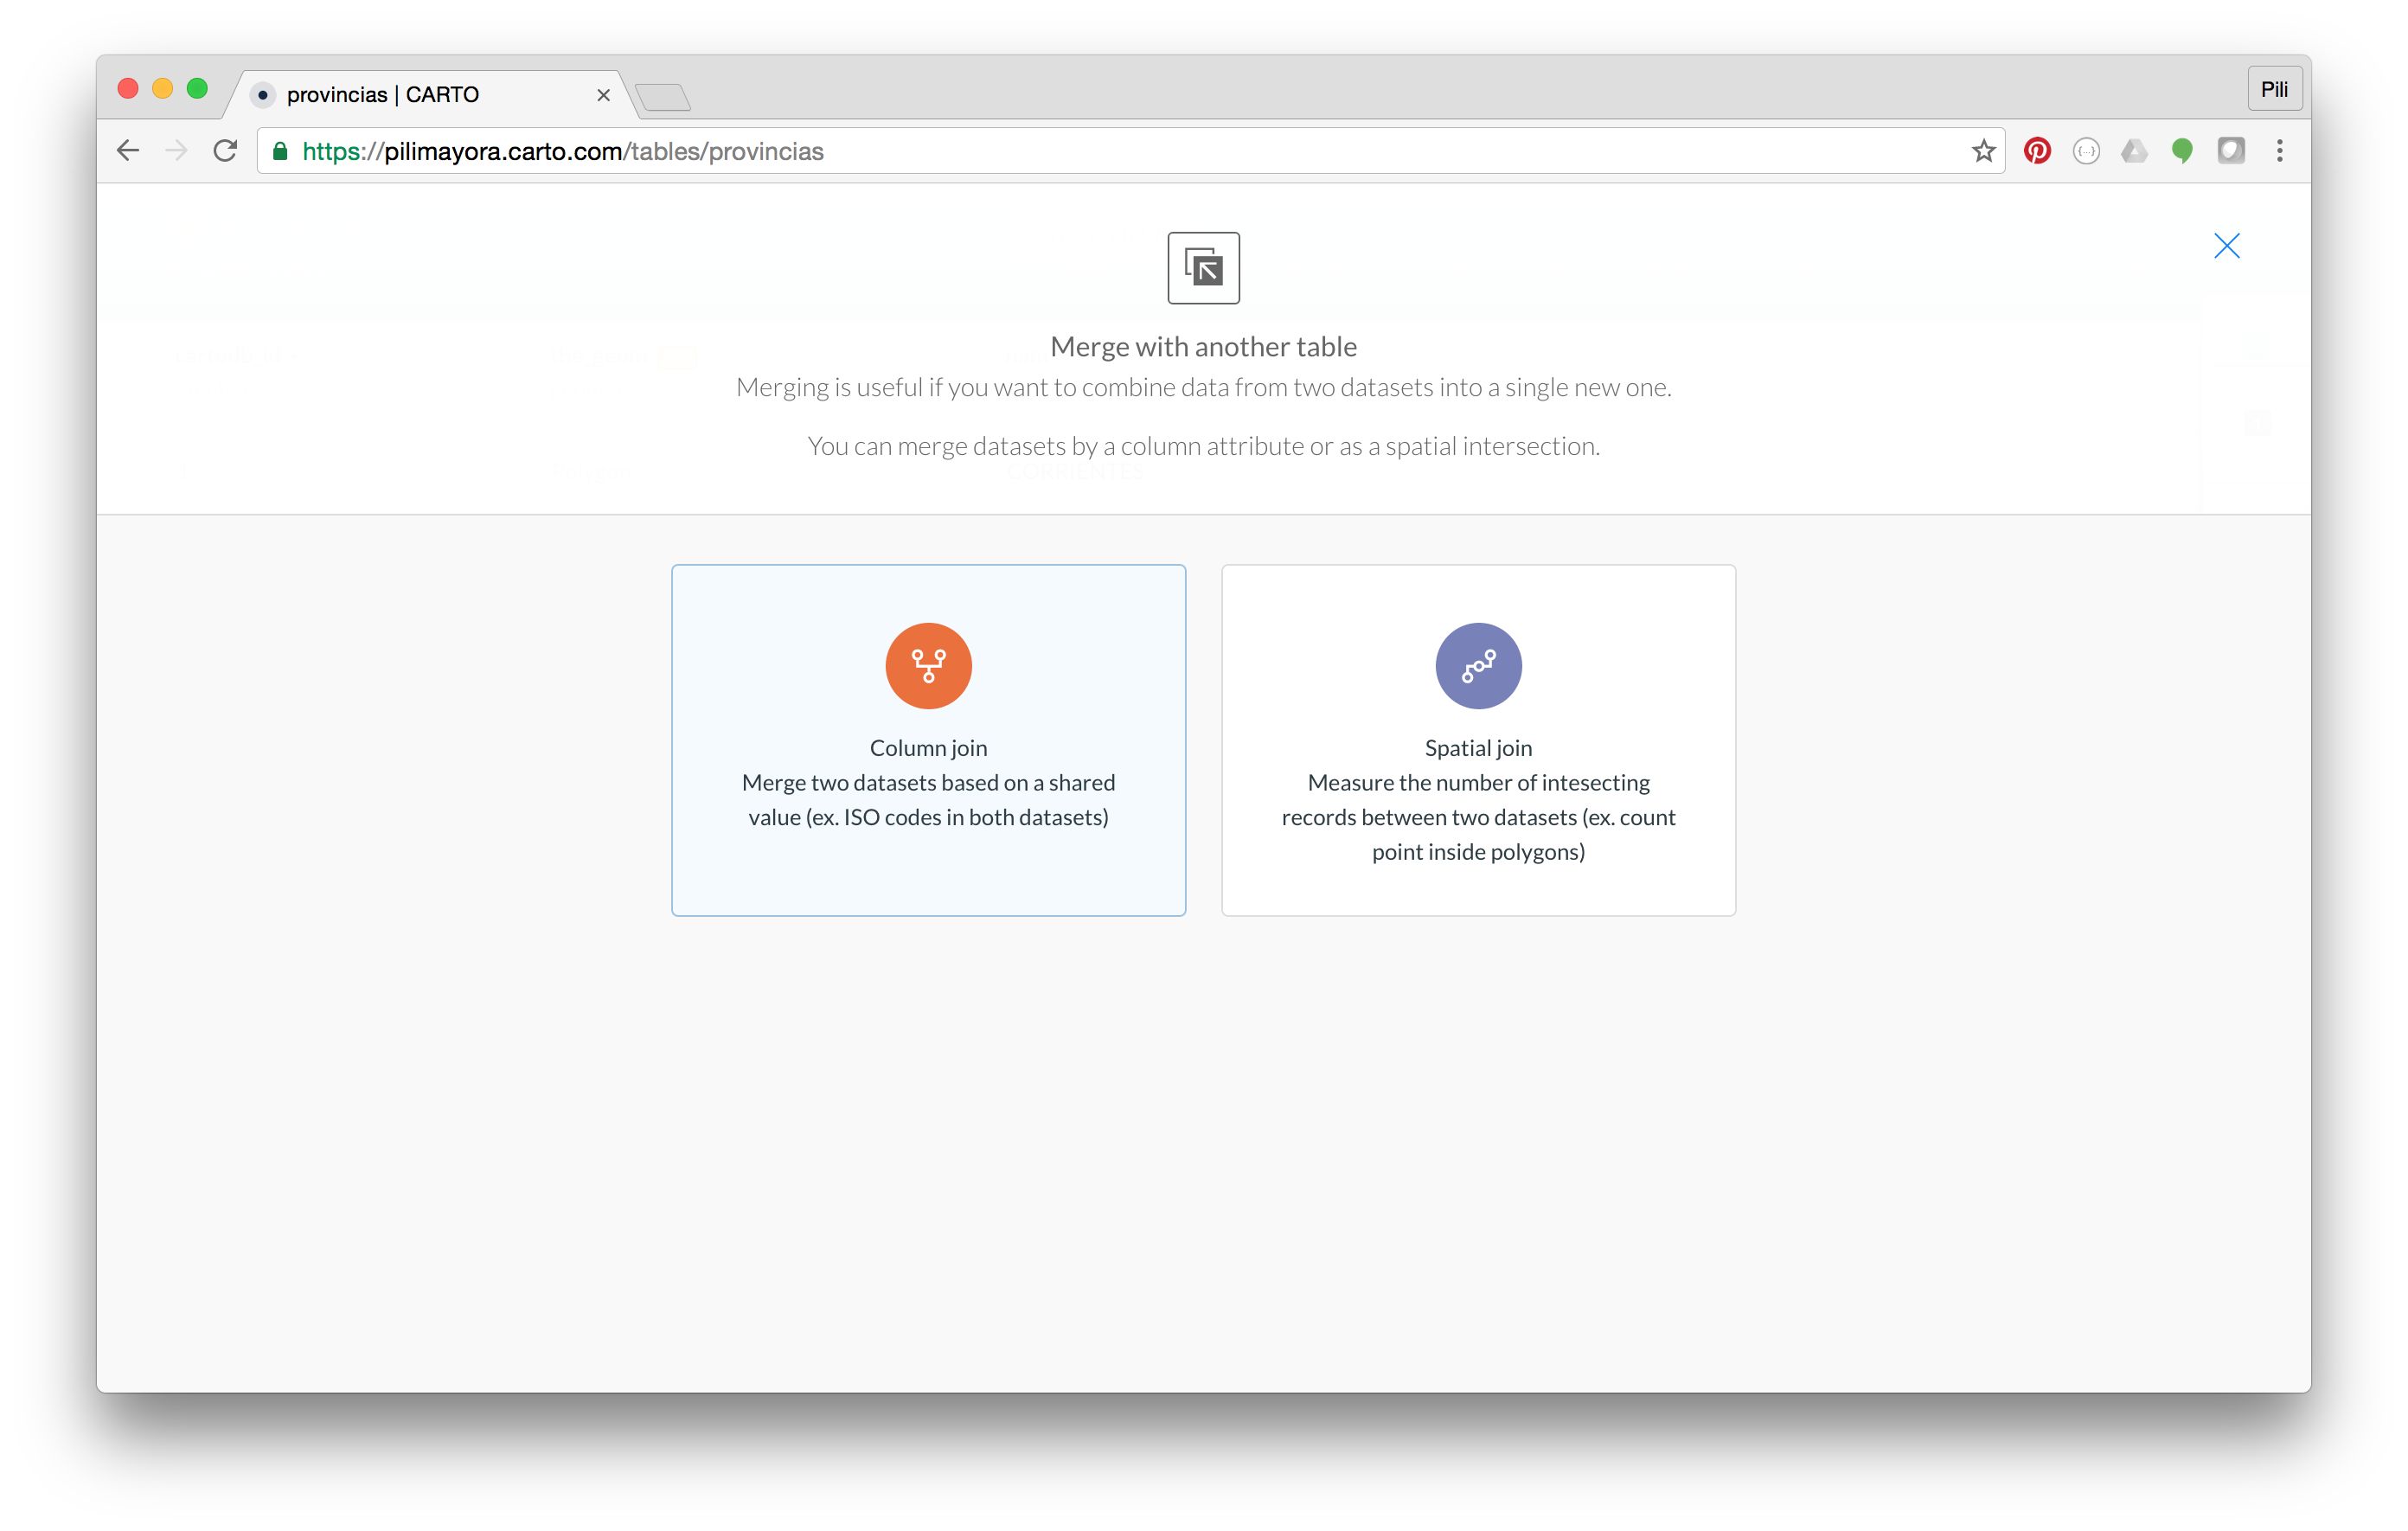 provincias | CARTO
Pili
https://pilimayora.carto.com/tables/provincias
Merge with another table
Merging is useful if you want to combine data from two datasets into a single new one.
You can merge datasets by a column attribute or as a spatial intersection.
CORRIENTES
Column join
Merge two datasets based on a shared
value (ex. ISO codes in both datasets)
Spatial join
Measure the number of intesecting
records between two datasets (ex. count
point inside polygons)